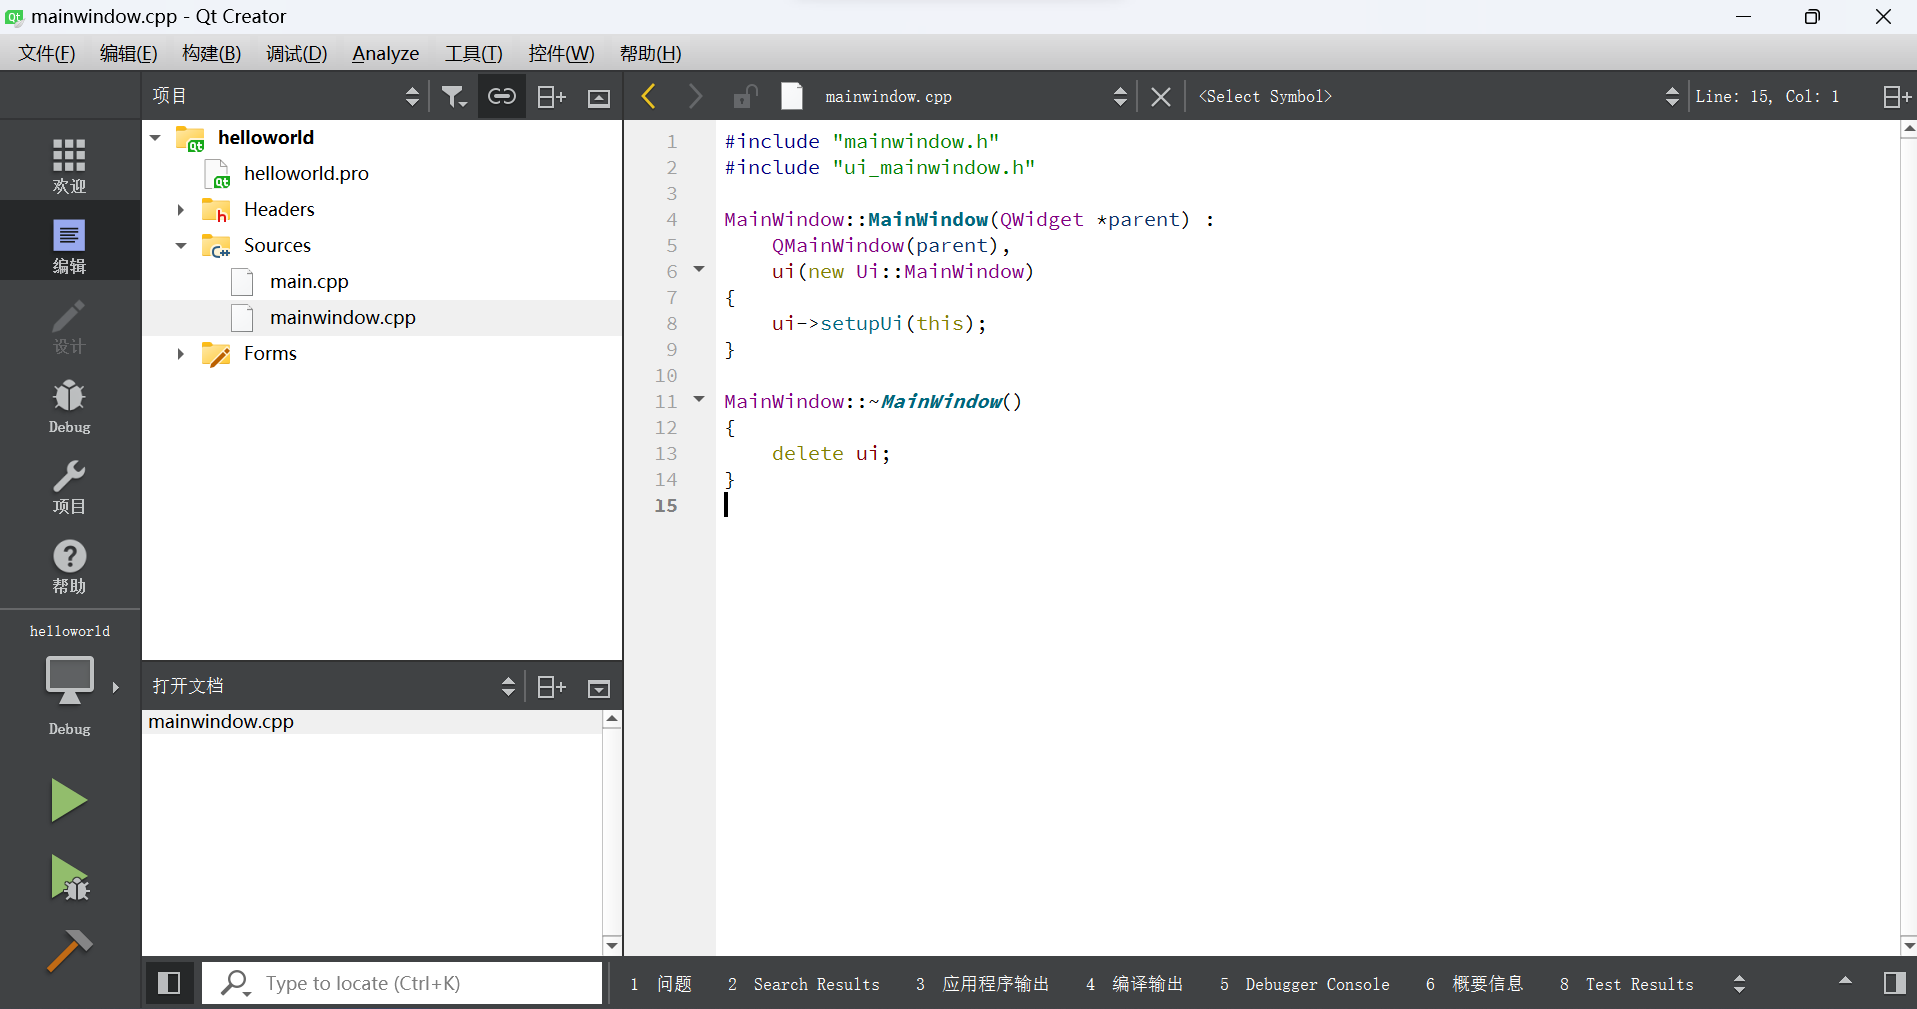 mainwindow.cpp - Qt Creator
文件(F) 编辑(E) 构建(B) 调试(D) Analyze 工具(T) 控件(W) 帮助(H)
项目
mainwindow.cpp
<Select Symbol>
Line: 15, Col: 1
欢迎
编辑
设计
Debug
项目
帮助
helloworld
Debug
helloworld
helloworld.pro
Headers
Sources
main.cpp
mainwindow.cpp
Forms
打开文档
mainwindow.cpp
1 #include "mainwindow.h"
2 #include "ui_mainwindow.h"
3
4 MainWindow::MainWindow(QWidget *parent) :
5     QMainWindow(parent),
6     ui(new Ui::MainWindow)
7 {
8     ui->setupUi(this);
9 }
10
11 MainWindow::~MainWindow()
12 {
13     delete ui;
14 }
15
Type to locate (Ctrl+K)
1 问题 2 Search Results 3 应用程序输出 4 编译输出 5 Debugger Console 6 概要信息 8 Test Results